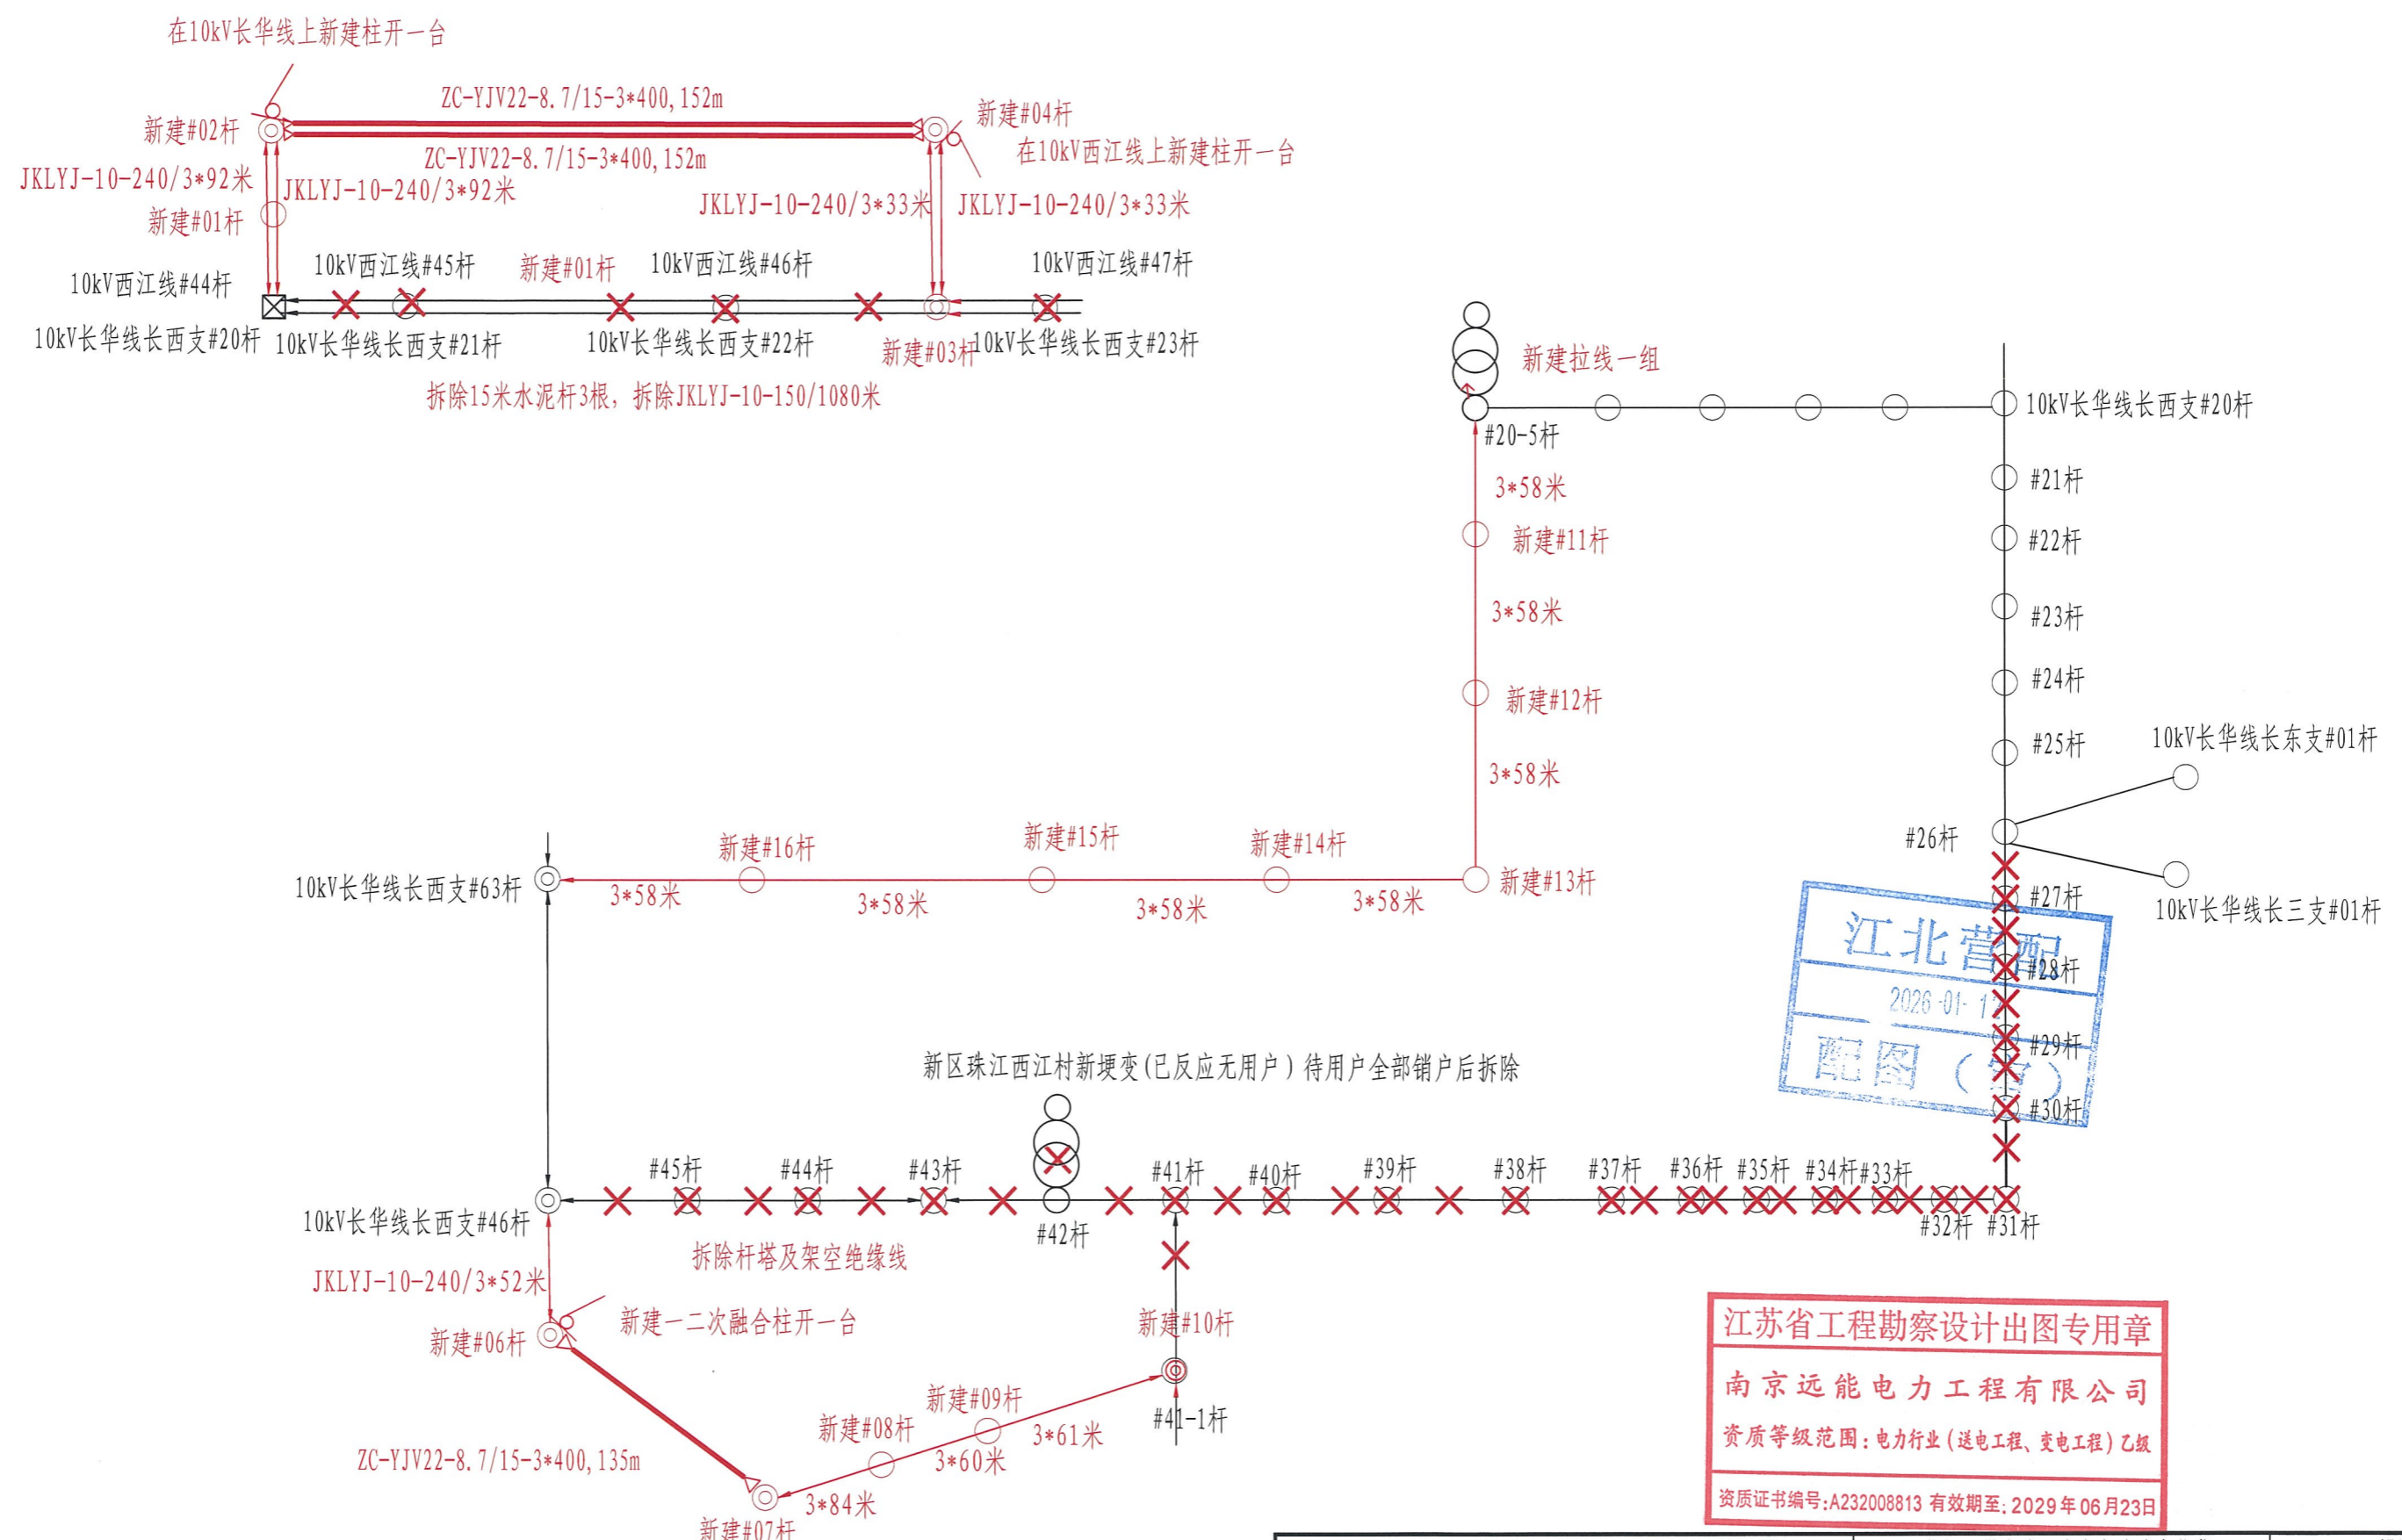 在10kV长华线上新建柱开一台
ZC-YJV22-8.7/15-3*400,152m
新建#02杆
新建#04杆
ZC-YJV22-8.7/15-3*400,152m
在10kV西江线上新建柱开一台
JKLYJ-10-240/3*92米
JKLYJ-10-240/3*92米
JKLYJ-10-240/3*33米
JKLYJ-10-240/3*33米
新建#01杆
10kV西江线#44杆
10kV西江线#45杆
新建#01杆
10kV西江线#46杆
10kV西江线#47杆
10kV长华线长西支#20杆
10kV长华线长西支#21杆
10kV长华线长西支#22杆
新建#03杆
10kV长华线长西支#23杆
拆除15米水泥杆3根，拆除JKLYJ-10-150/1080米
新建拉线一组
10kV长华线长西支#20杆
#20-5杆
#21杆
3*58米
新建#11杆
#22杆
3*58米
#23杆
#24杆
新建#12杆
#25杆
10kV长华线长东支#01杆
3*58米
#26杆
新建#16杆
新建#15杆
新建#14杆
10kV长华线长西支#63杆
3*58米
3*58米
3*58米
3*58米
新建#13杆
#27杆
10kV长华线长三支#01杆
江北营配
#28杆
2026-01-12
#29杆
配图（）
#30杆
新区珠江西江村新埂变(已反应无用户)待用户全部销户后拆除
#45杆
#44杆
#43杆
#41杆
#40杆
#39杆
#38杆
#37杆
#36杆
#35杆
#34杆
#33杆
10kV长华线长西支#46杆
#42杆
#32杆
#31杆
拆除杆塔及架空绝缘线
JKLYJ-10-240/3*52米
新建一二次融合柱开一台
新建#06杆
新建#10杆
新建#09杆
新建#08杆
3*61米
#41-1杆
3*60米
ZC-YJV22-8.7/15-3*400,135m
3*84米
新建#07杆
江苏省工程勘察设计出图专用章
南京远能电力工程有限公司
资质等级范围：电力行业（送电工程、变电工程）乙级
资质证书编号:A232008813 有效期至:2029年06月23日